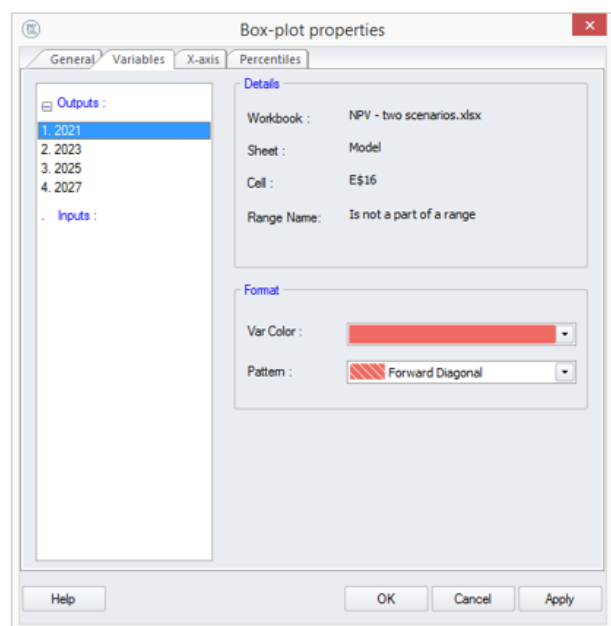 Box-plot properties
General Variables X-axis Percentiles
Outputs :
1. 2021
2. 2023
3. 2025
4. 2027
. Inputs :
Details
Workbook : NPV - two scenarios.xlsx
Sheet : Model
Cell : E$16
Range Name: Is not a part of a range
Format
Var Color :
Pattern : Forward Diagonal
Help OK Cancel Apply